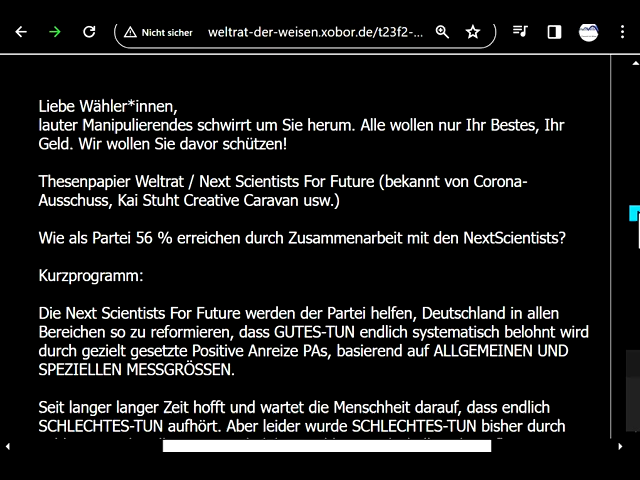 Nicht sicher weltrat-der-weisen.xobor.de/t23f2-...
Liebe Wähler*innen,
lauter Manipulierendes schwirrt um Sie herum. Alle wollen nur Ihr Bestes, Ihr
Geld. Wir wollen Sie davor schützen!
Thesenpapier Weltrat / Next Scientists For Future (bekannt von Corona-
Ausschuss, Kai Stuht Creative Caravan usw.)
Wie als Partei 56 % erreichen durch Zusammenarbeit mit den NextScientists?
Kurzprogramm:
Die Next Scientists For Future werden der Partei helfen, Deutschland in allen
Bereichen so zu reformieren, dass GUTES-TUN endlich systematisch belohnt wird
durch gezielt gesetzte Positive Anreize PAs, basierend auf ALLGEMEINEN UND
SPEZIELLEN MESSGRÖSSEN.
Seit langer langer Zeit hofft und wartet die Menschheit darauf, dass endlich
SCHLECHTES-TUN aufhört. Aber leider wurde SCHLECHTES-TUN bisher durch